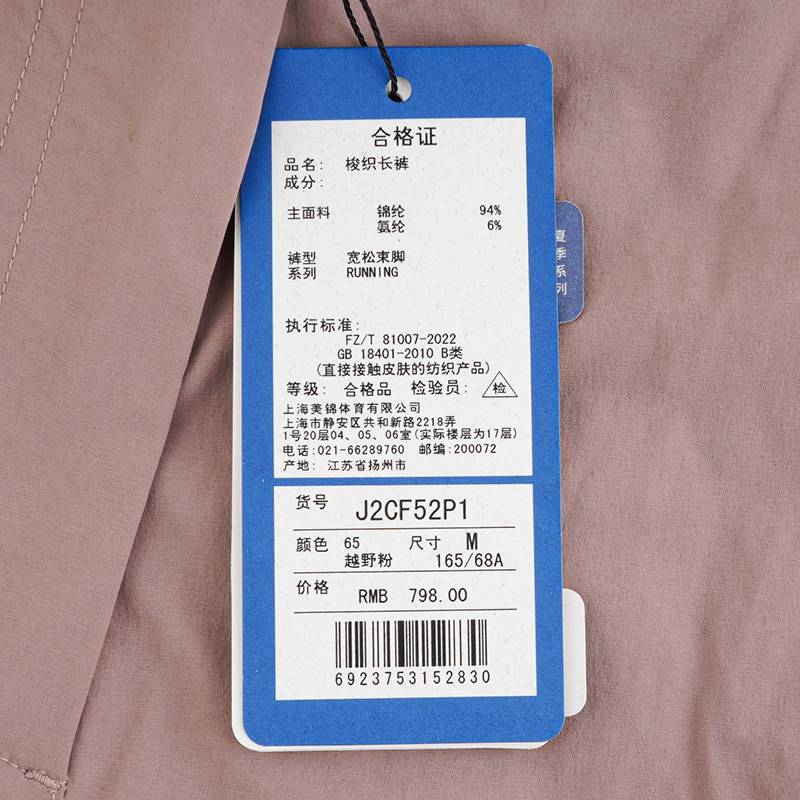 合格证
品名: 梭织长裤
成分:
主面料 锦纶 94%
氨纶 6%
裤型 宽松束脚
系列 RUNNING
执行标准:
FZ/T 81007-2022
GB 18401-2010 B类
(直接接触皮肤的纺织产品)
等级: 合格品 检验员: 检
上海美锦体育有限公司
上海市静安区共和新路2218弄
1号20层04、05、06室(实际楼层为17层)
电话:021-66289760 邮编:200072
产地: 江苏省扬州市
货号 J2CF52P1
颜色 65 尺寸 M
越野粉 165/68A
价格 RMB 798.00
6923753152830
夏季系列